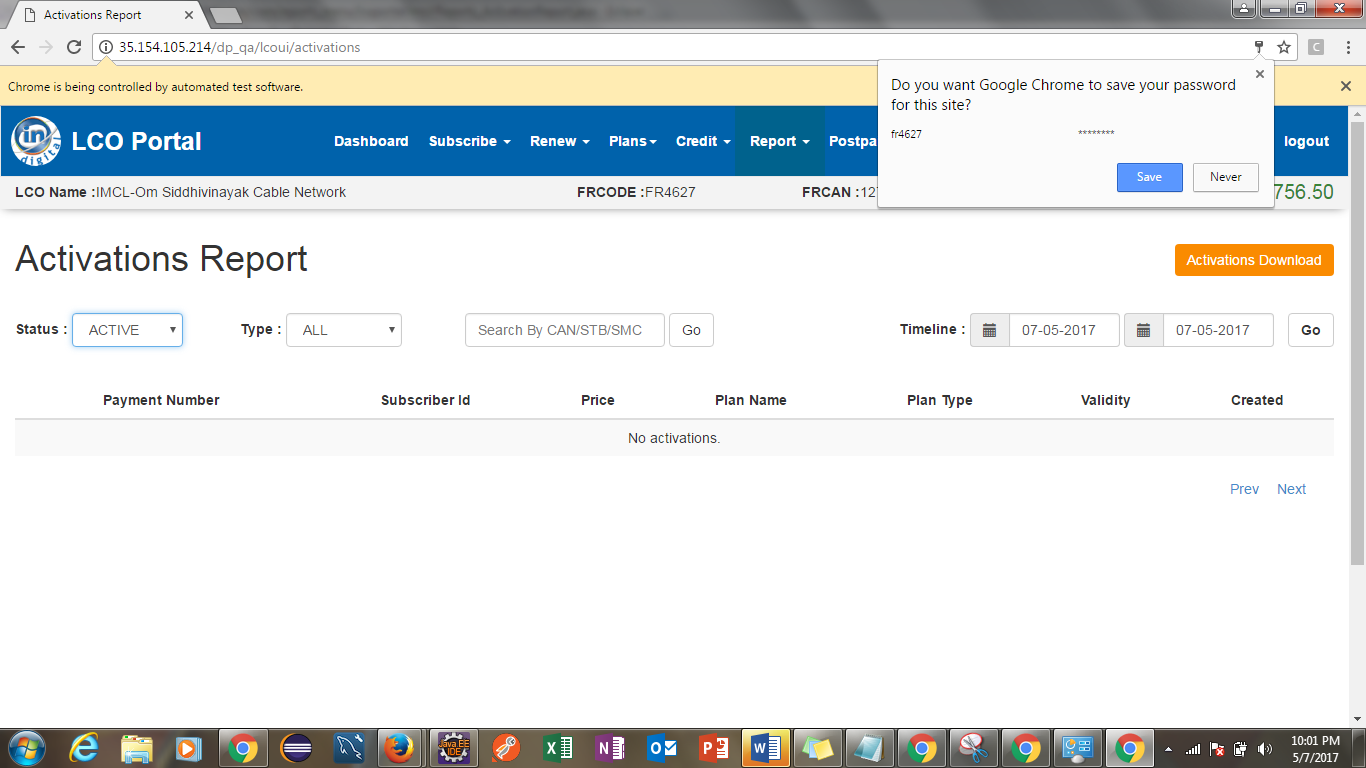 Activations Report
35.154.105.214/dp_qa/lcoui/activations
C
Chrome is being controlled by automated test software.
Do you want Google Chrome to save your password
for this site?
fr4627 ********
Save Never
in digital
LCO Portal Dashboard Subscribe Renew Plans Credit Report Postpa logout
LCO Name :IMCL-Om Siddhivinayak Cable Network FRCODE :FR4627 FRCAN :127 756.50
Activations Report Activations Download
Status : ACTIVE Type : ALL Search By CAN/STB/SMC Go Timeline : 07-05-2017 07-05-2017 Go
Payment Number Subscriber Id Price Plan Name Plan Type Validity Created
No activations.
Prev Next
Java EE
IDE
10:01 PM
5/7/2017